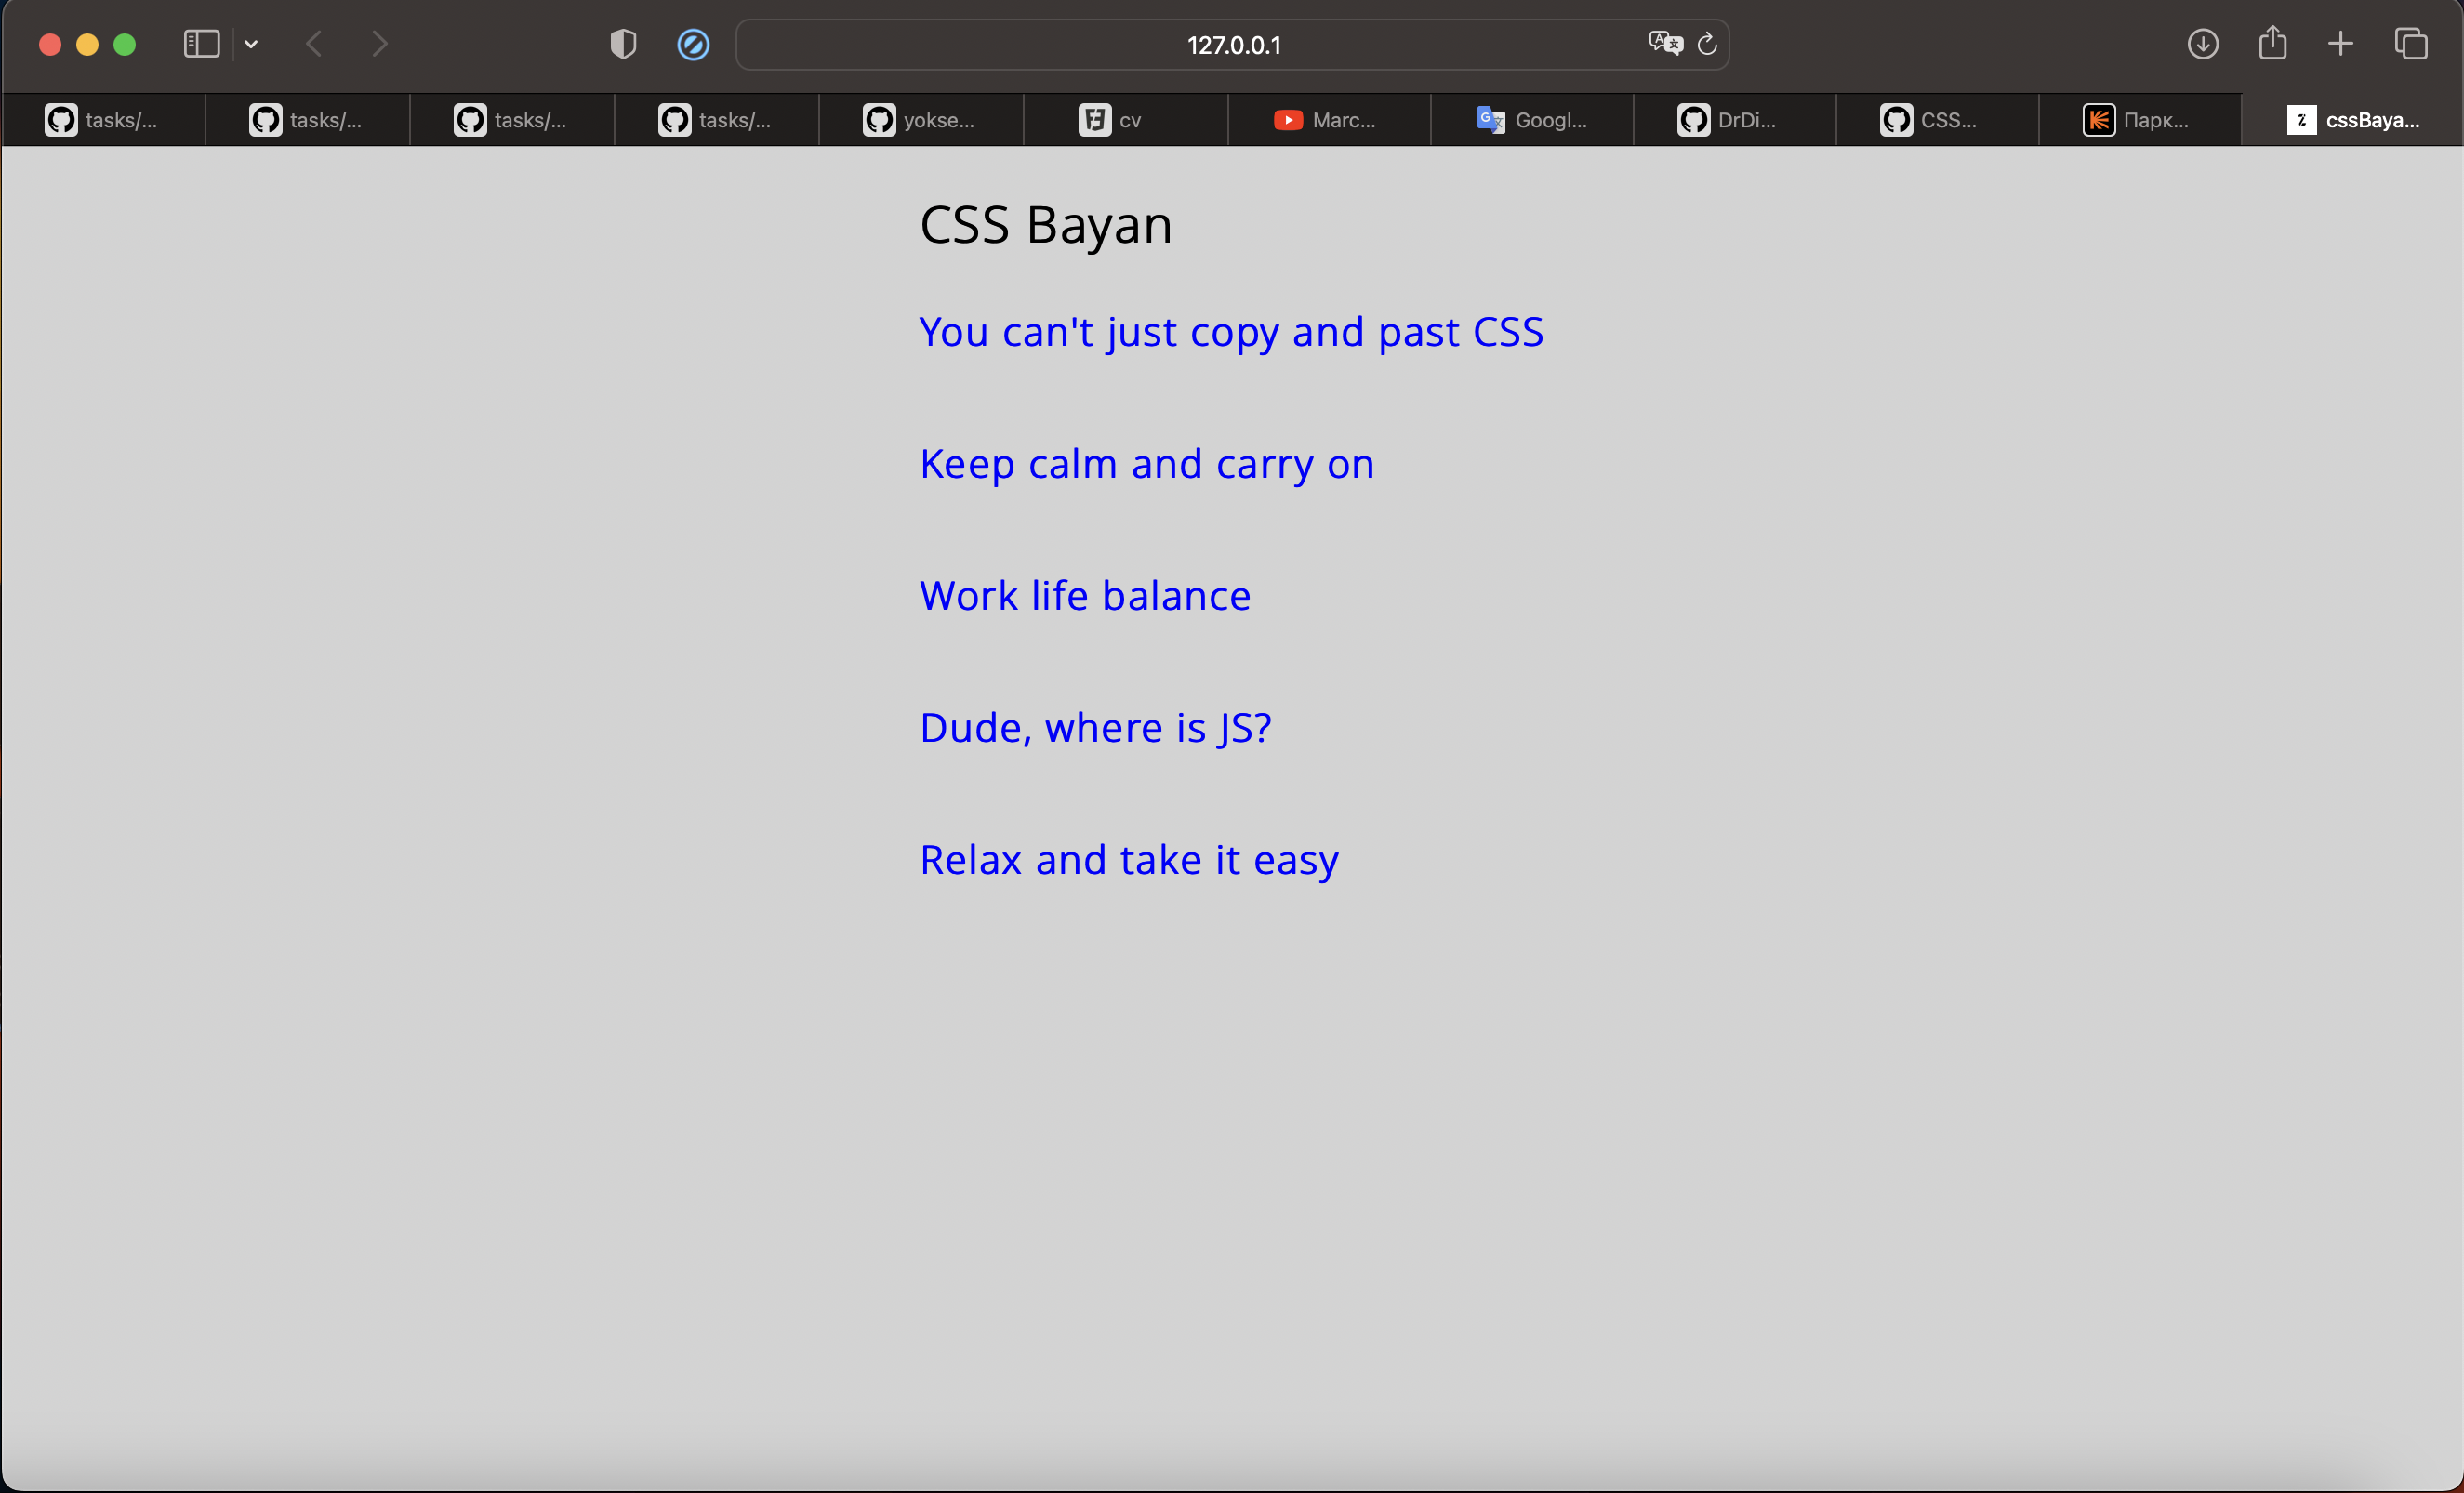 127.0.0.1
tasks/...
tasks/...
tasks/...
tasks/...
yokse...
cv
Marc...
Googl...
DrDi...
CSS...
Парк...
cssBaya...
CSS Bayan
You can't just copy and past CSS
Keep calm and carry on
Work life balance
Dude, where is JS?
Relax and take it easy